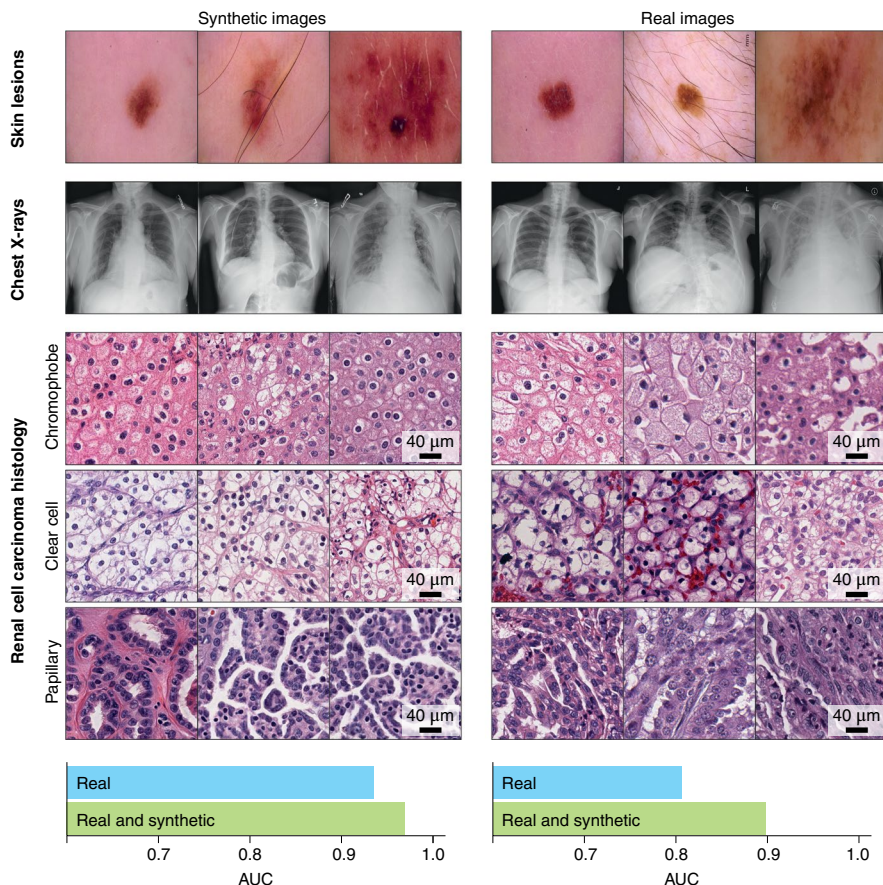 Synthetic images
Real images
Skin lesions
mm
Chest X-rays
L
Renal cell carcinoma histology
Chromophobe
40 µm
40 µm
Clear cell
40 µm
40 µm
Papillary
40 µm
40 µm
Real
Real and synthetic
0.7
0.8
0.9
1.0
AUC
Real
Real and synthetic
0.7
0.8
0.9
1.0
AUC